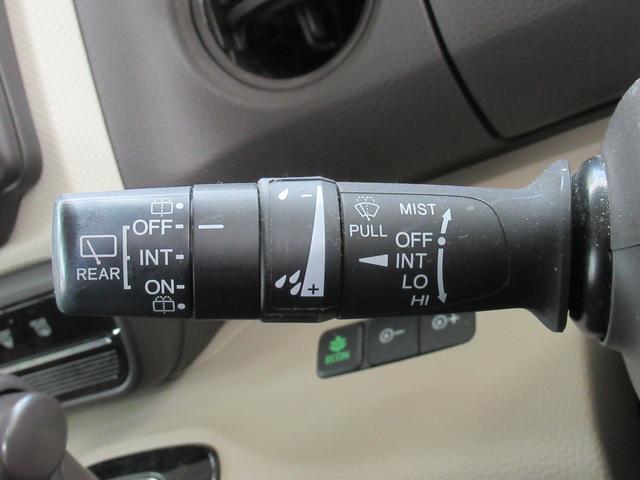 REAR
OFF
INT
ON
-
+
PULL
MIST
OFF
INT
LO
HI
ECON
-
+